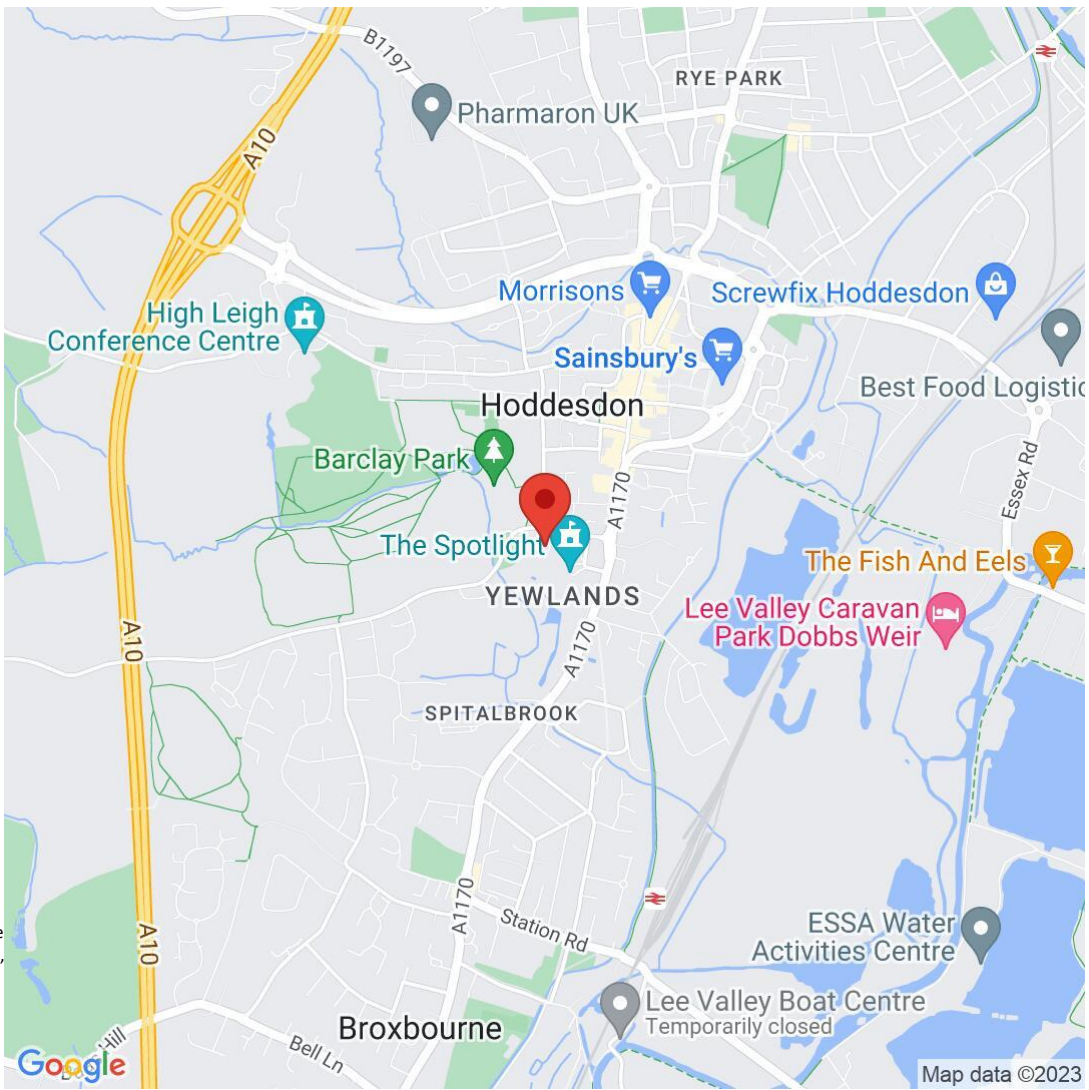 B1197
RYE PARK
Pharmaron UK
A10
Morrisons
Screwfix Hoddesdon
High Leigh
Conference Centre
Sainsbury's
Best Food Logistic
Hoddesdon
Barclay Park
A1170
Essex Rd
The Spotlight
The Fish And Eels
YEWLANDS
Lee Valley Caravan
Park Dobbs Weir
A10
A1170
SPITALBROOK
A1170
Station Rd
A10
ESSA Water
Activities Centre
Lee Valley Boat Centre
Temporarily closed
Broxbourne
Bell Ln
Hill
Google
Map data ©2023